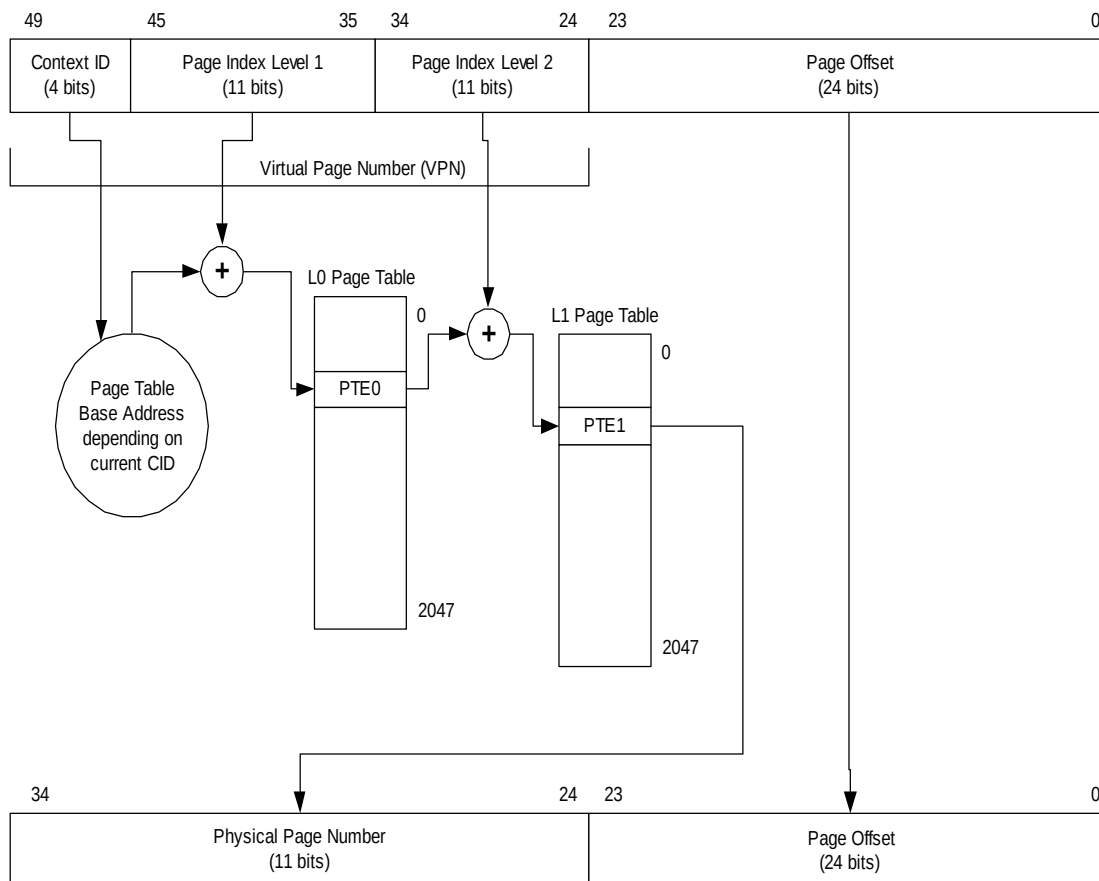 49 45 35 34 24 23 0
Context ID
(4 bits)
Page Index Level 1
(11 bits)
Page Index Level 2
(11 bits)
Page Offset
(24 bits)
Virtual Page Number (VPN)
+
L0 Page Table
0
PTE0
2047
+
L1 Page Table
0
PTE1
2047
Page Table
Base Address
depending on
current CID
34 24 23 0
Physical Page Number
(11 bits)
Page Offset
(24 bits)